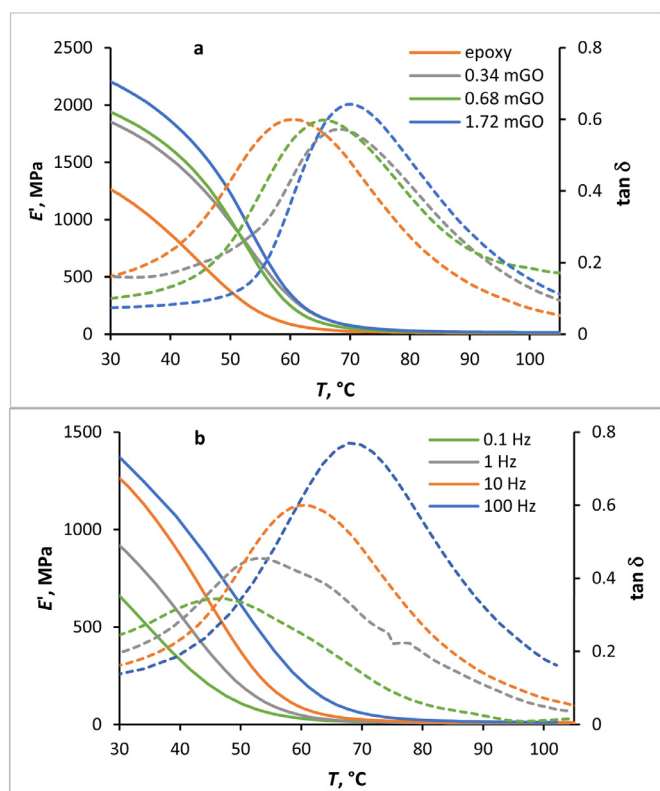 a
epoxy
0.34 mGO
0.68 mGO
1.72 mGO
2500
2000
1500
1000
500
0
E', MPa
0.8
0.6
0.4
0.2
0
tan δ
30 40 50 60 70 80 90 100
T, °C
b
0.1 Hz
1 Hz
10 Hz
100 Hz
1500
1000
500
0
E', MPa
0.8
0.6
0.4
0.2
0
tan δ
30 40 50 60 70 80 90 100
T, °C